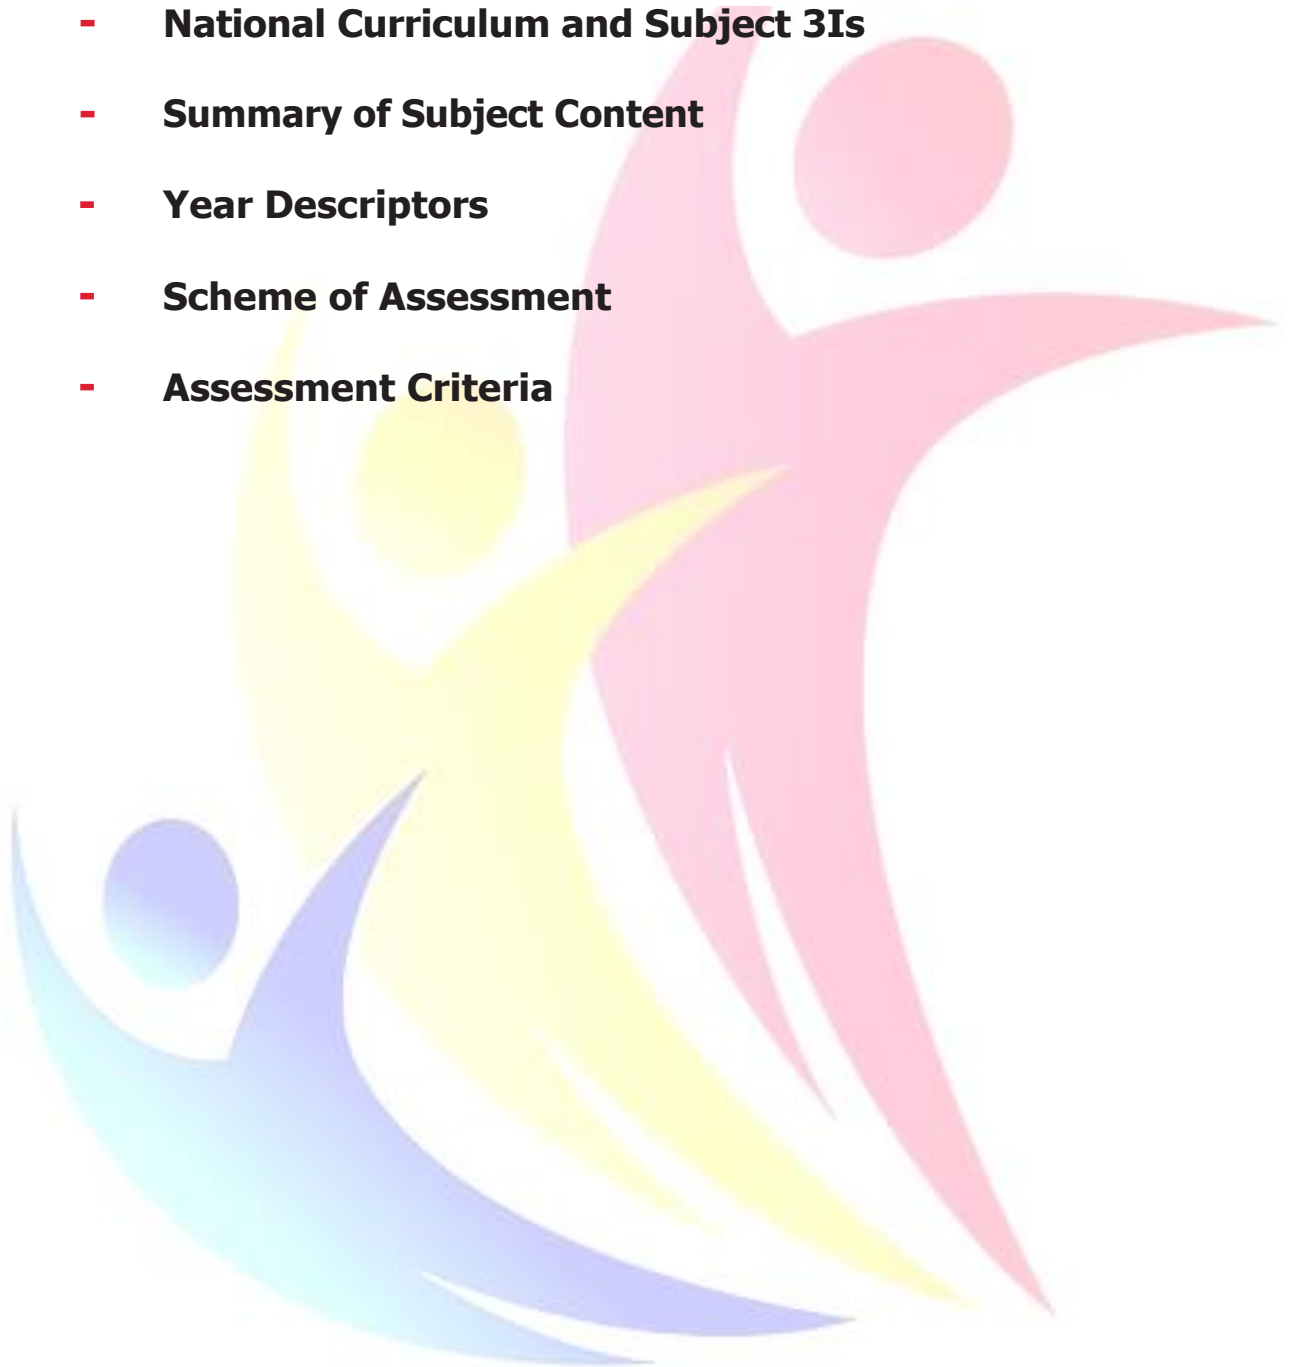 - National Curriculum and Subject 3Is
- Summary of Subject Content
- Year Descriptors
- Scheme of Assessment
- Assessment Criteria